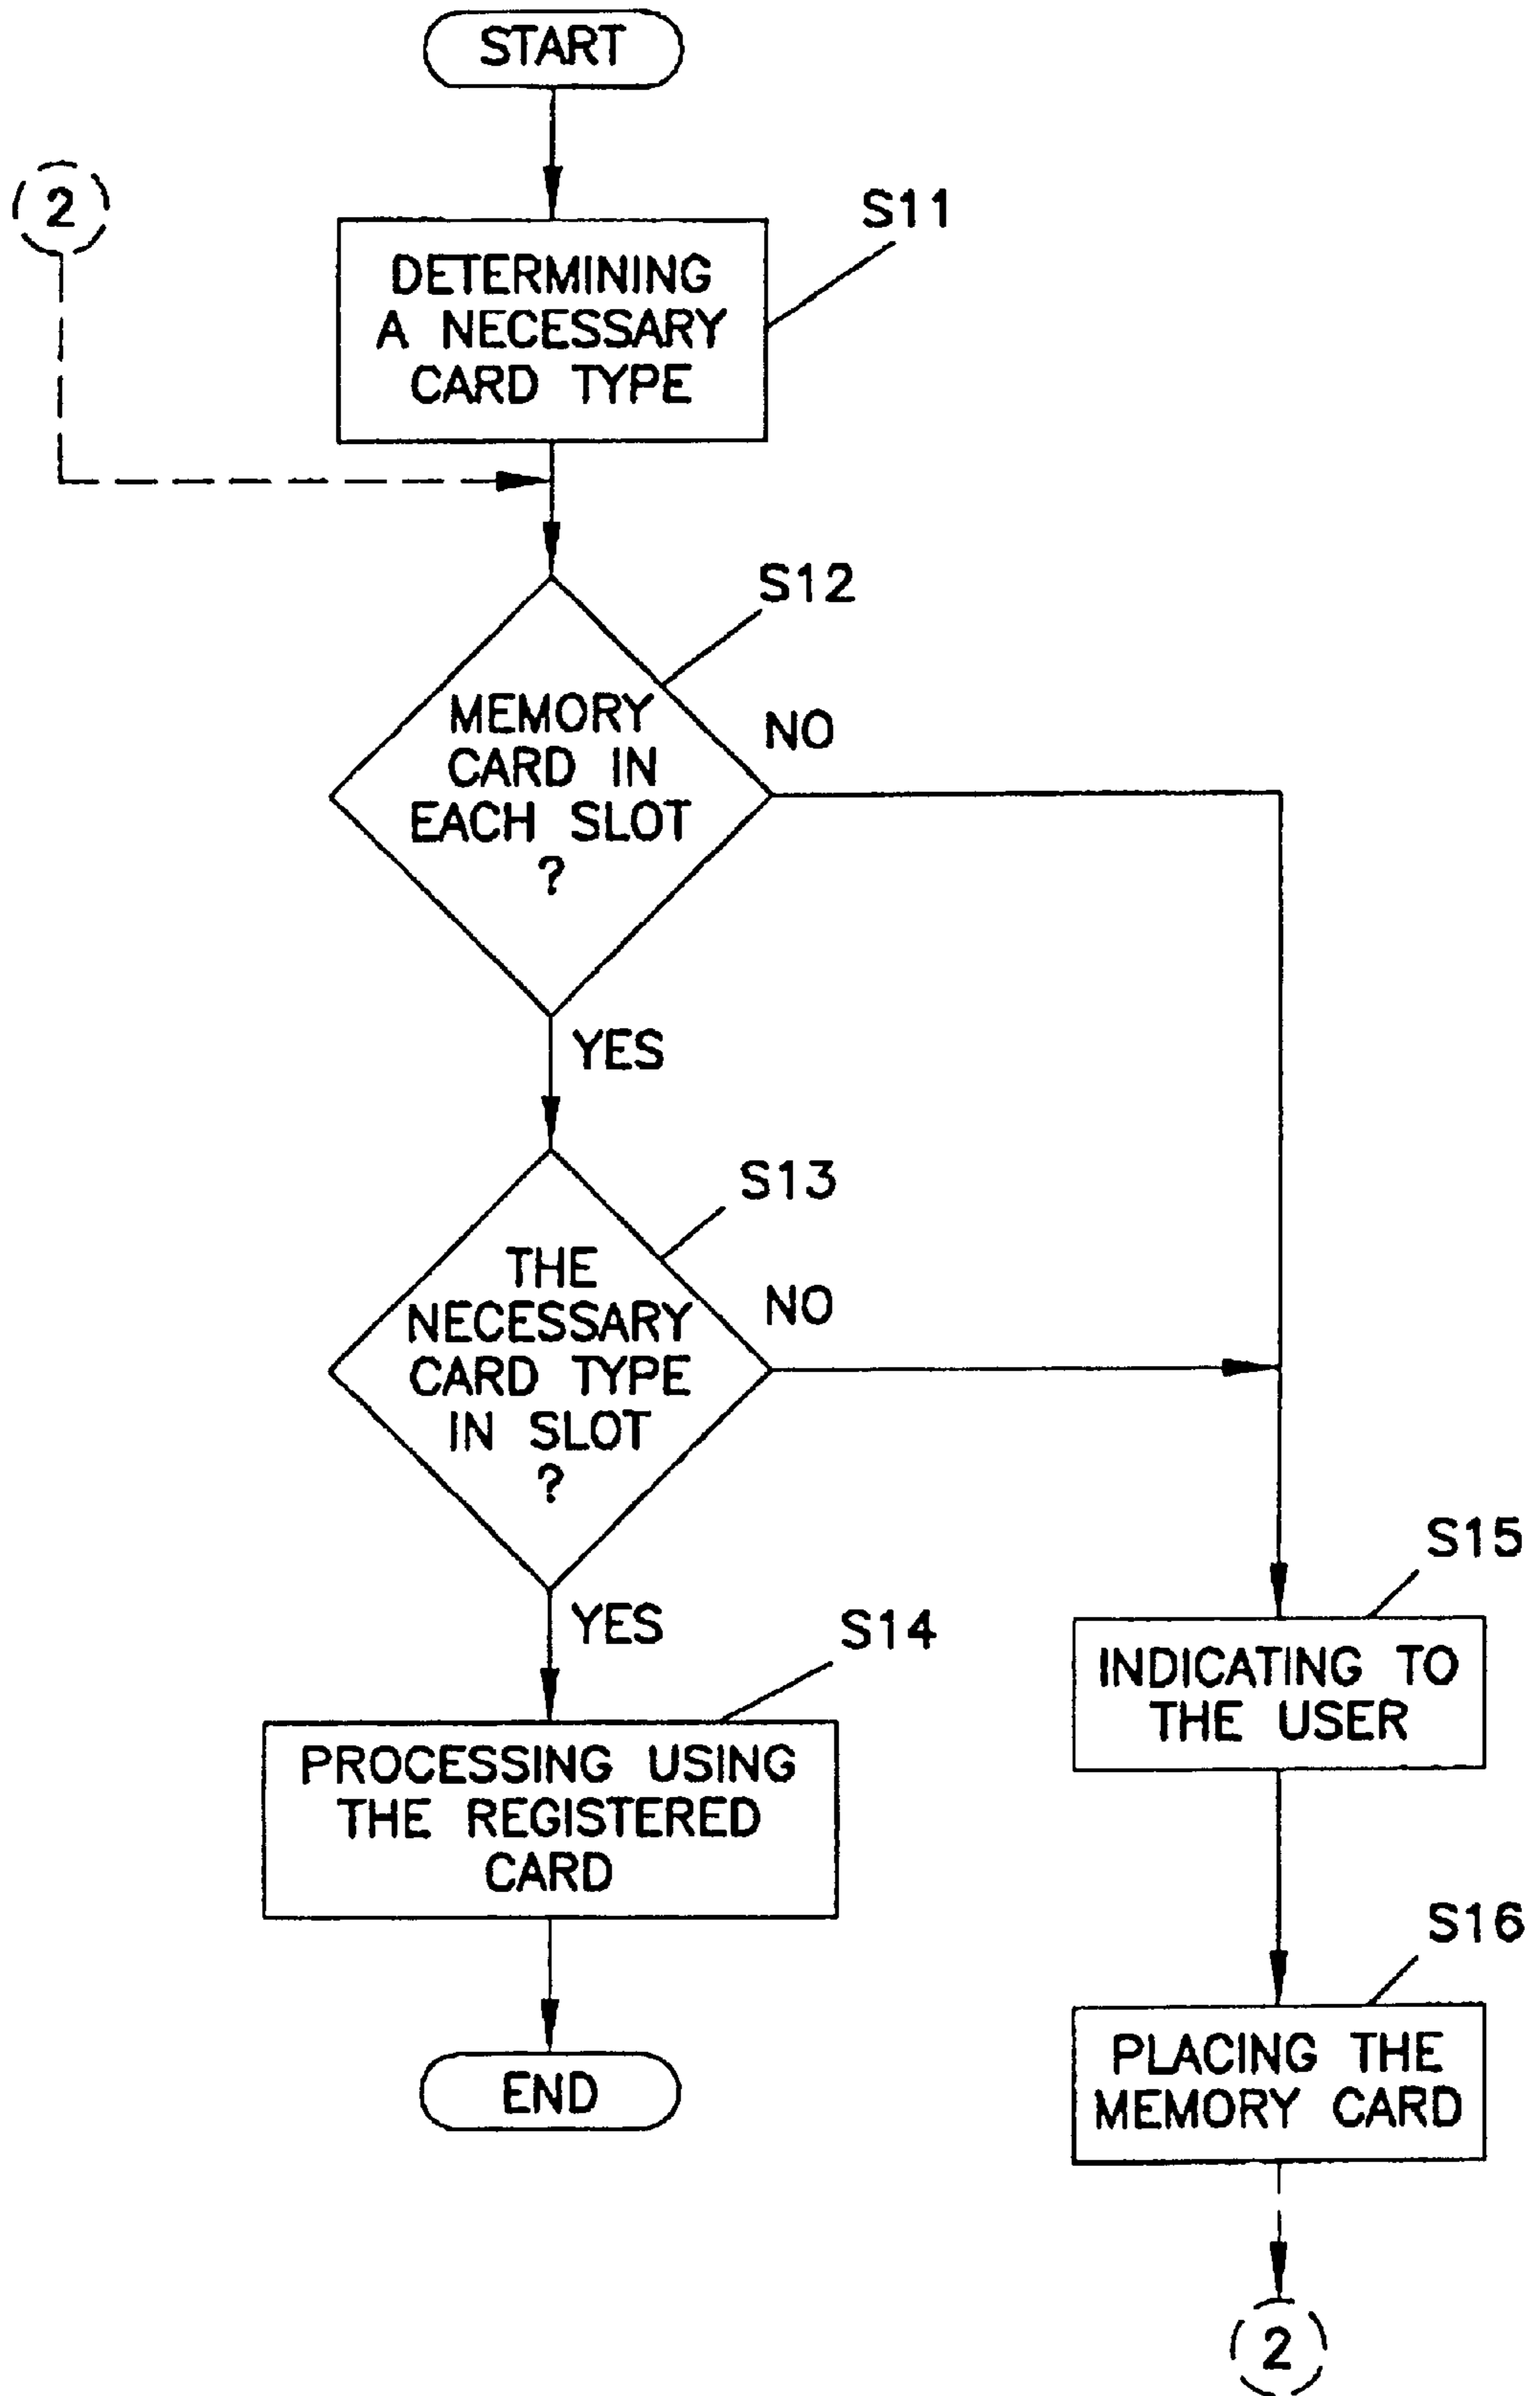 START
2
S11
DETERMINING
A NECESSARY
CARD TYPE
S12
MEMORY
CARD IN
EACH SLOT
?
NO
YES
S13
THE
NECESSARY
CARD TYPE
IN SLOT
?
NO
YES
S14
PROCESSING USING
THE REGISTERED
CARD
END
S15
INDICATING TO
THE USER
S16
PLACING THE
MEMORY CARD
2